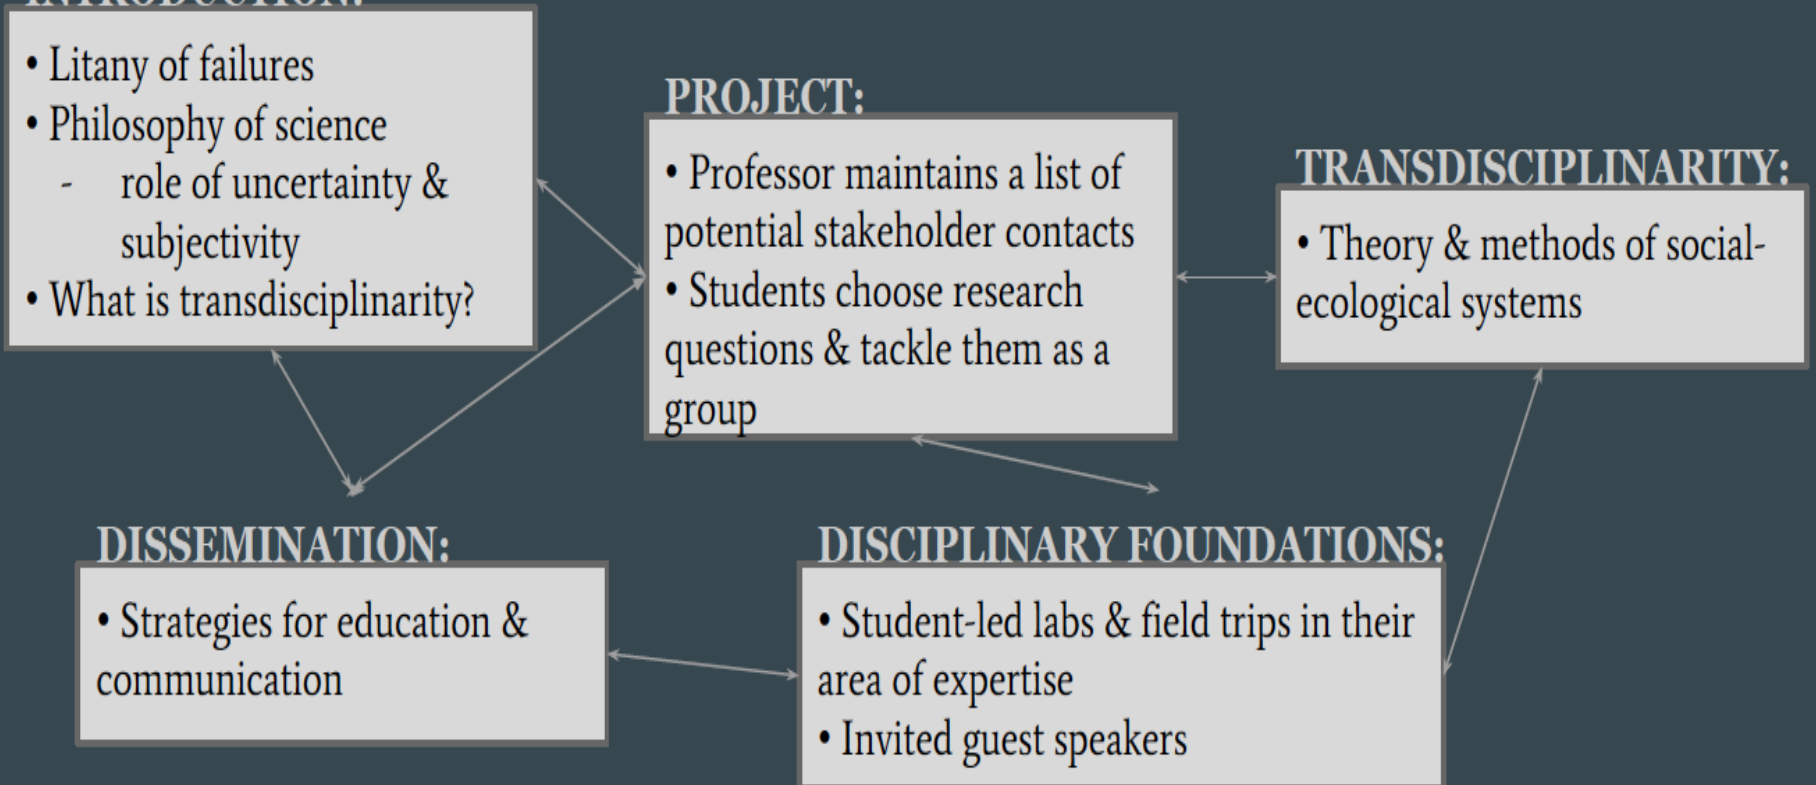 INTRODUCTION:
• Litany of failures
• Philosophy of science
- role of uncertainty &
subjectivity
• What is transdisciplinarity?
PROJECT:
• Professor maintains a list of
potential stakeholder contacts
• Students choose research
questions & tackle them as a
group
TRANSDISCIPLINARITY:
• Theory & methods of social-
ecological systems
DISSEMINATION:
• Strategies for education &
communication
DISCIPLINARY FOUNDATIONS:
• Student-led labs & field trips in their
area of expertise
• Invited guest speakers